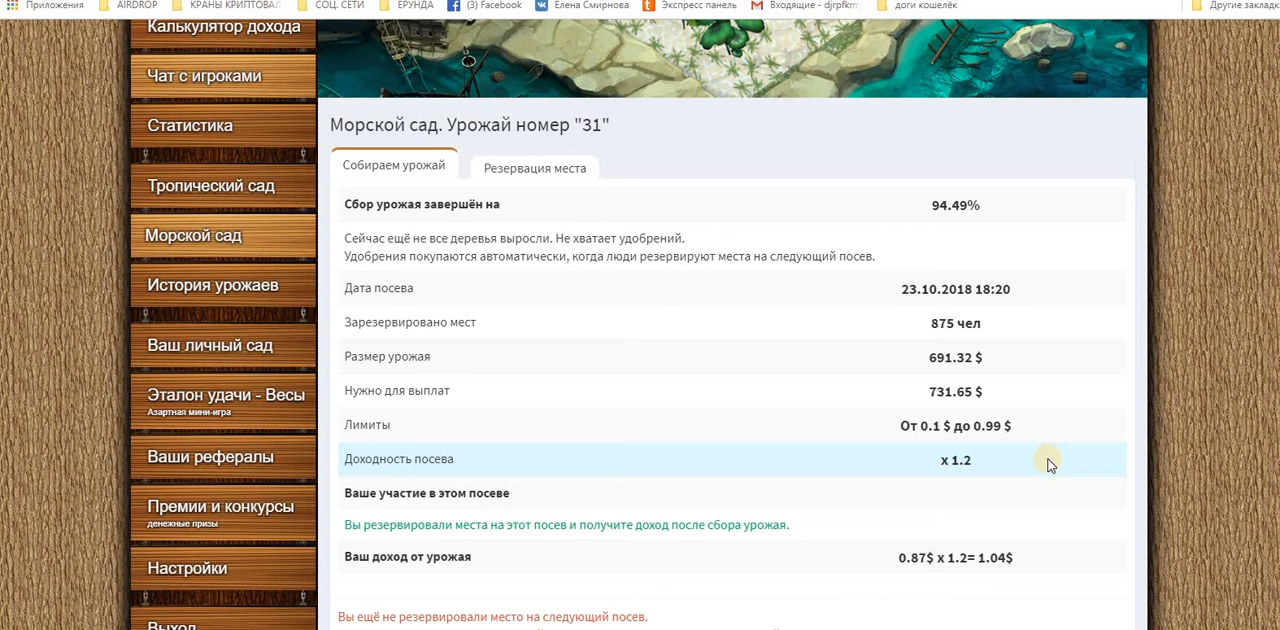 Приложения AIRDROP КРАНЫ КРИПТОВАЛ СОЦ. СЕТИ ЕРУНДА (3) Facebook Елена Смирнова Экспресс панель Входящие - djrpfkm доги кошелёк Другие закладк
Калькулятор дохода
Чат с игроками
Статистика
Тропический сад
Морской сад
История урожаев
Ваш личный сад
Эталон удачи - Весы
Азартная мини-игра
Ваши рефералы
Премии и конкурсы
денежные призы
Настройки
Выход
Морской сад. Урожай номер "31"
Собираем урожай Резервация места
Сбор урожая завершён на 94.49%
Сейчас ещё не все деревья выросли. Не хватает удобрений.
Удобрения покупаются автоматически, когда люди резервируют места на следующий посев.
Дата посева 23.10.2018 18:20
Зарезервировано мест 875 чел
Размер урожая 691.32 $
Нужно для выплат 731.65 $
Лимиты От 0.1 $ до 0.99 $
Доходность посева x 1.2
Ваше участие в этом посеве
Вы резервировали места на этот посев и получите доход после сбора урожая.
Ваш доход от урожая 0.87$ x 1.2= 1.04$
Вы ещё не резервировали место на следующий посев.